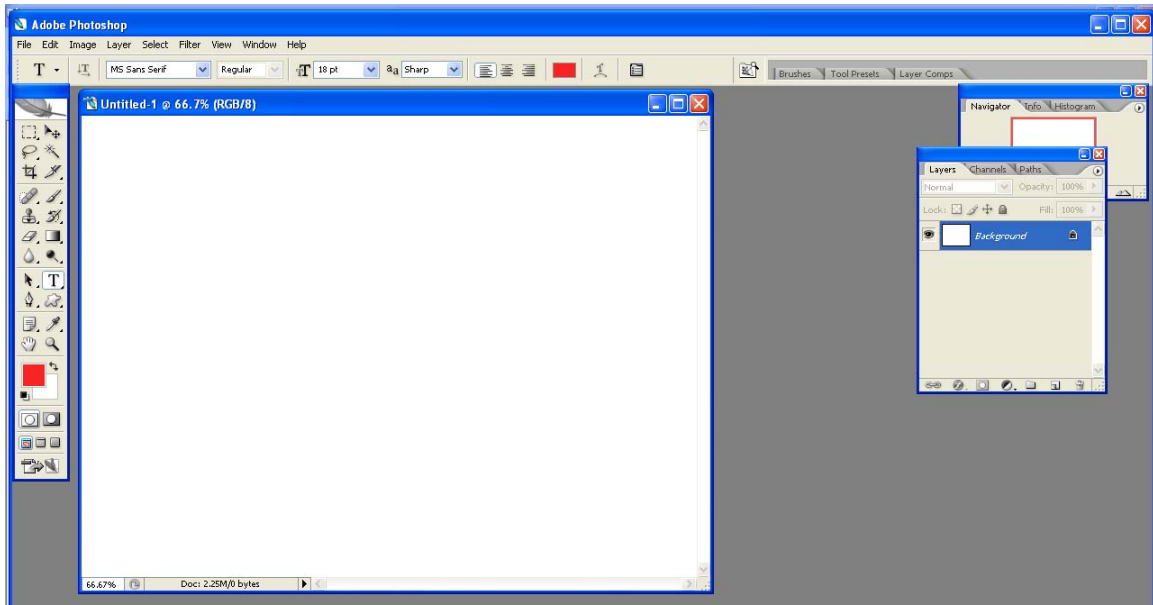 Adobe Photoshop
File Edit Image Layer Select Filter View Window Help
T T MS Sans Serif Regular T 18 pt aa Sharp Brushes Tool Presets Layer Comps
Untitled-1 @ 66.7% (RGB/8)
Navigator Info Histogram
Layers Channels Paths
Normal Opacity: 100%
Lock: Fill: 100%
Background
T
66.67% Doc: 2.25M/0 bytes